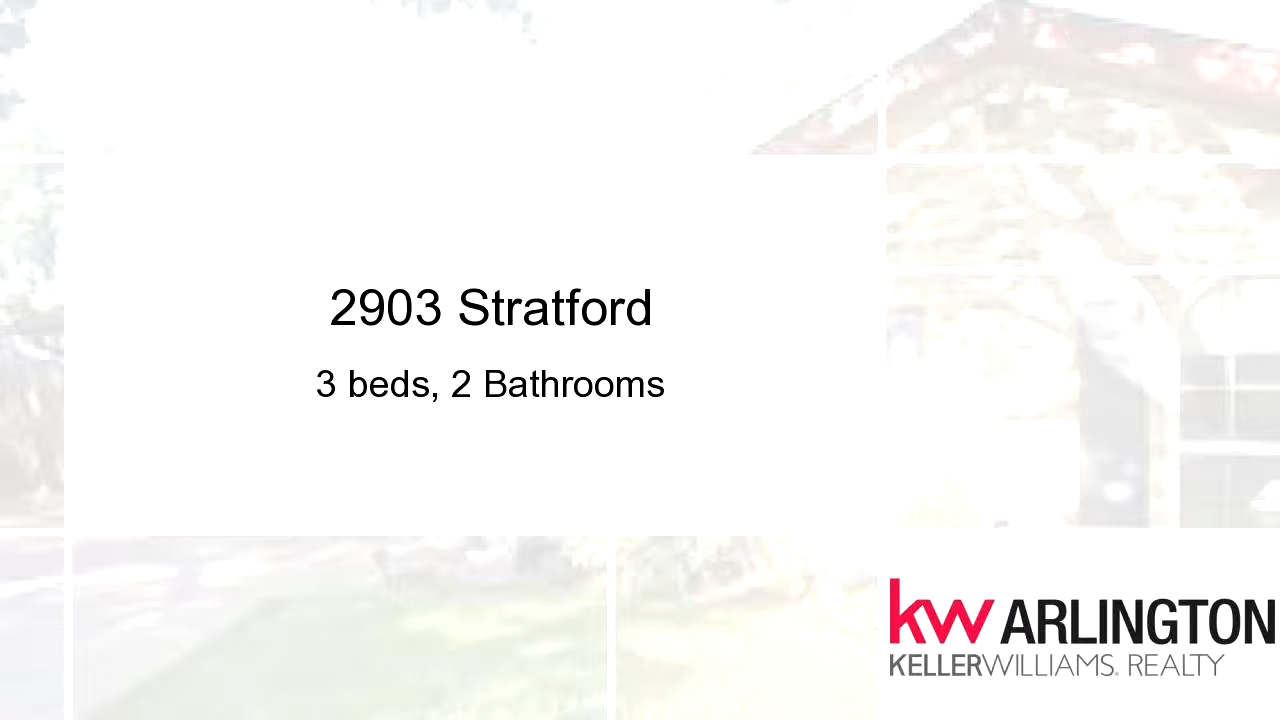 2903 Stratford
3 beds, 2 Bathrooms
kw ARLINGTON
KELLERWILLIAMS. REALTY